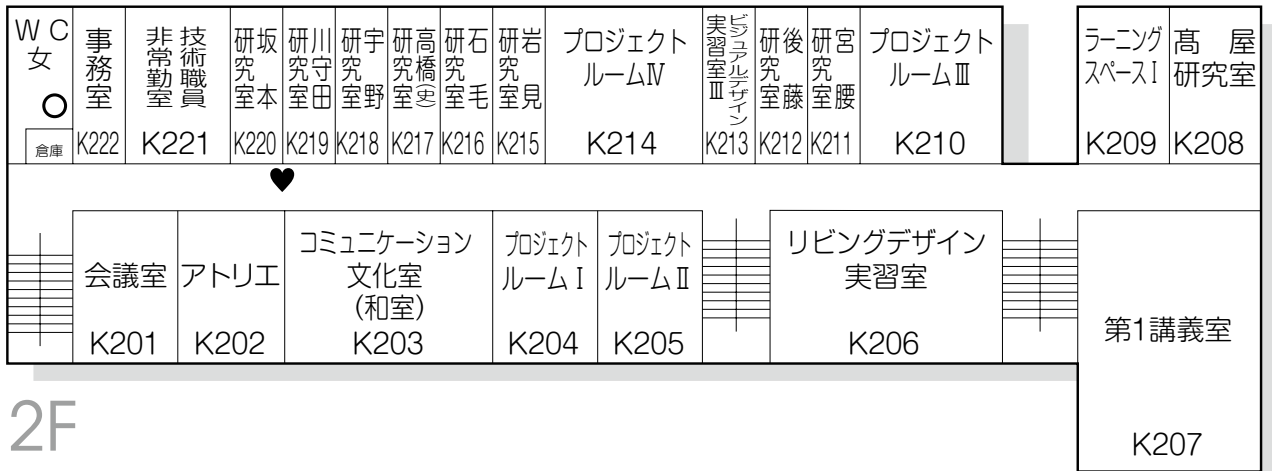 WC
女
倉庫
事務室
K222
技術職員
非常勤室
K221
坂本
研究室
K220
川守田
研究室
K219
宇野
研究室
K218
高橋(史)
研究室
K217
石毛
研究室
K216
岩見
研究室
K215
プロジェクト
ルームⅣ
K214
ビジュアルデザイン
実習室Ⅲ
K213
後藤
研究室
K212
宮腰
研究室
K211
プロジェクト
ルームⅢ
K210
ラーニング
スペースⅠ
K209
髙屋
研究室
K208
会議室
K201
アトリエ
K202
コミュニケーション
文化室
(和室)
K203
プロジェクト
ルームⅠ
K204
プロジェクト
ルームⅡ
K205
リビングデザイン
実習室
K206
第1講義室
K207
2F